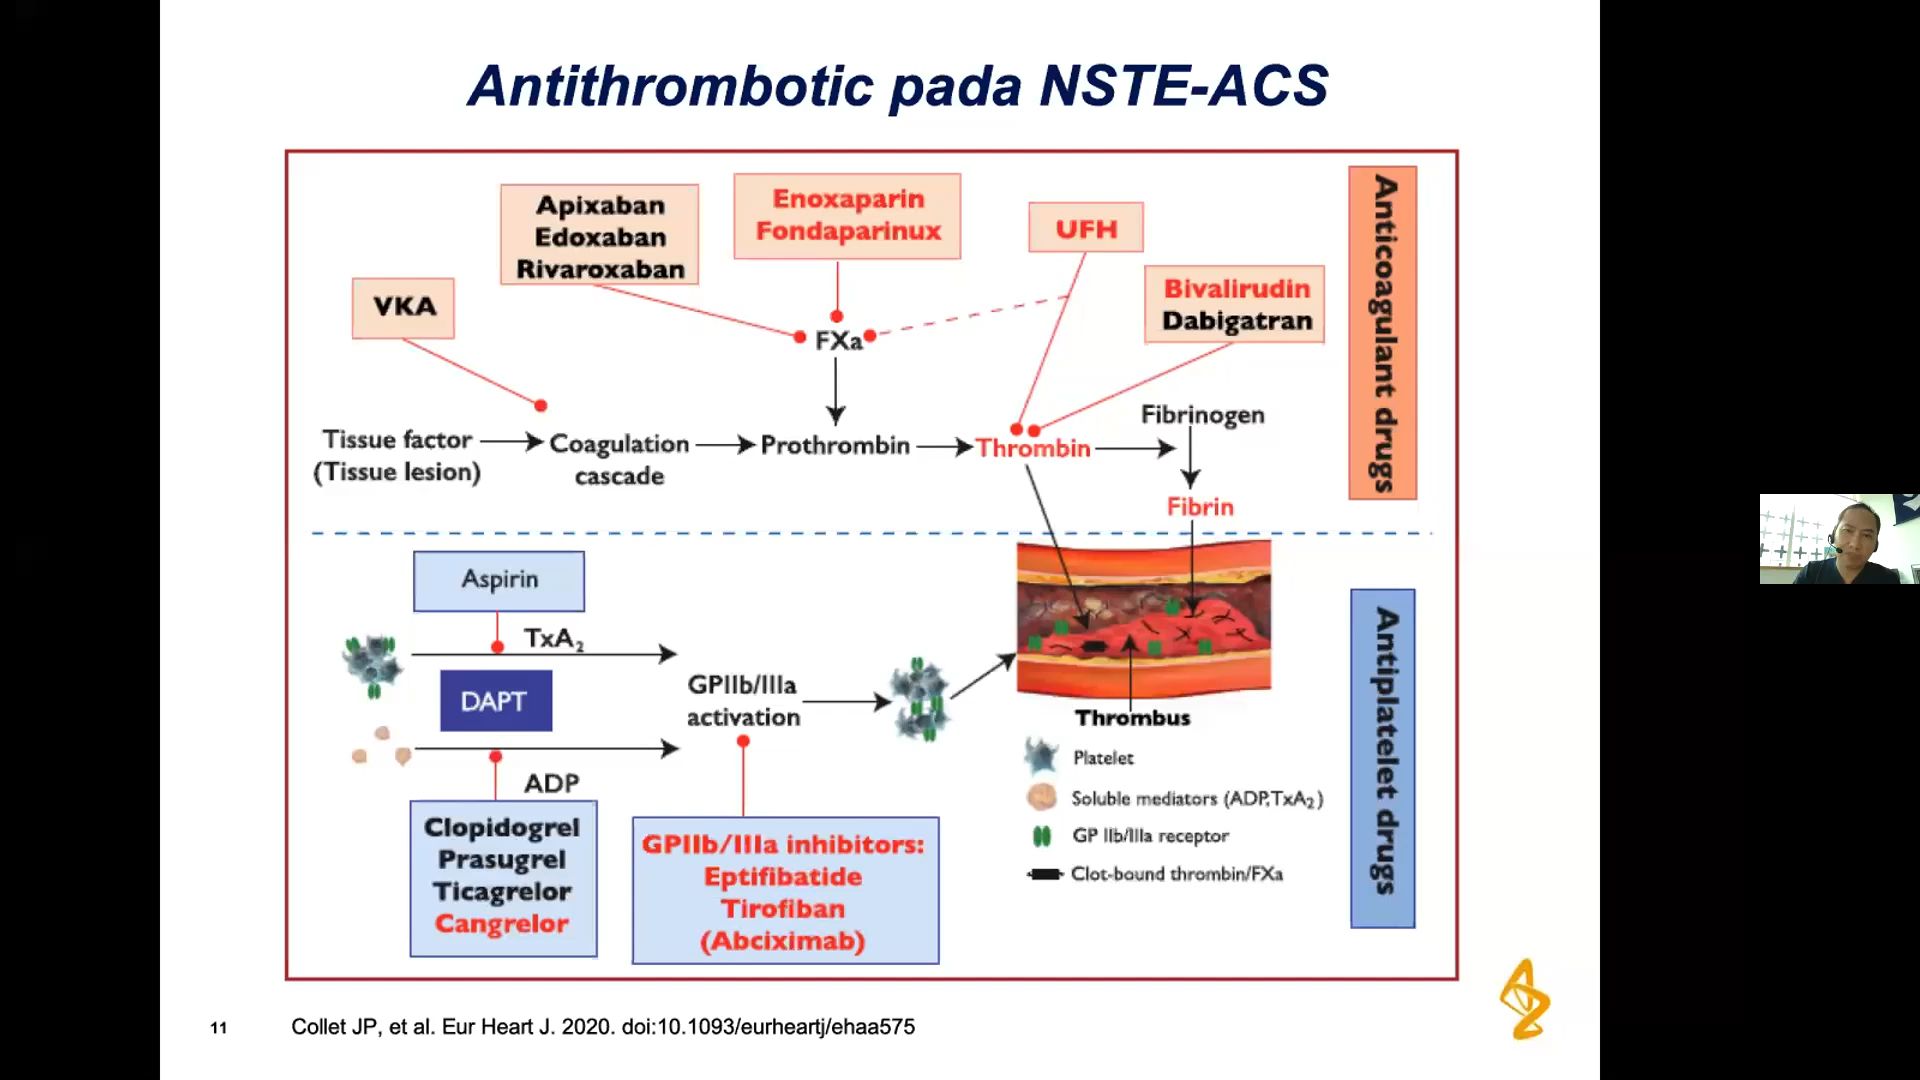 Antithrombotic pada NSTE-ACS
Apixaban
Edoxaban
Rivaroxaban
Enoxaparin
Fondaparinux
UFH
Bivalirudin
Dabigatran
VKA
Anticoagulant drugs
FXa
Tissue factor
(Tissue lesion)
Coagulation
cascade
Prothrombin
Thrombin
Fibrinogen
Fibrin
Aspirin
TxA₂
DAPT
ADP
GPIIb/IIIa
activation
Clopidogrel
Prasugrel
Ticagrelor
Cangrelor
GPIIb/IIIa inhibitors:
Eptifibatide
Tirofiban
(Abciximab)
Thrombus
Platelet
Soluble mediators (ADP,TxA₂)
GP IIb/IIIa receptor
Clot-bound thrombin/FXa
Antiplatelet drugs
11
Collet JP, et al. Eur Heart J. 2020. doi:10.1093/eurheartj/ehaa575